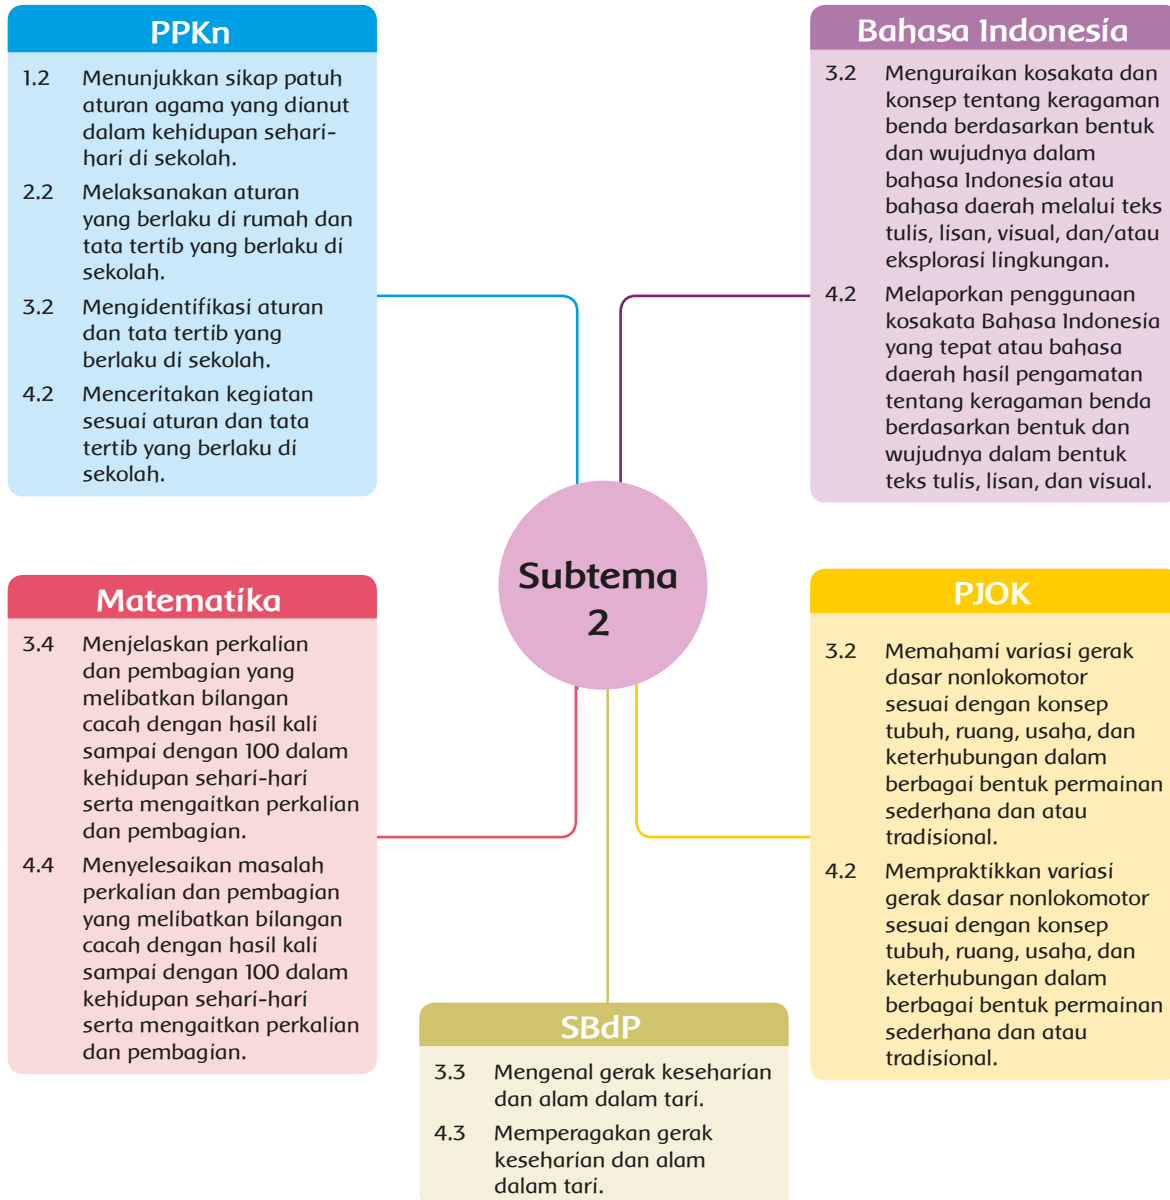 PPKn
1.2 Menunjukkan sikap patuh
aturan agama yang dianut
dalam kehidupan sehari-
hari di sekolah.
2.2 Melaksanakan aturan
yang berlaku di rumah dan
tata tertib yang berlaku di
sekolah.
3.2 Mengidentifikasi aturan
dan tata tertib yang
berlaku di sekolah.
4.2 Menceritakan kegiatan
sesuai aturan dan tata
tertib yang berlaku di
sekolah.
Bahasa Indonesia
3.2 Menguraikan kosakata dan
konsep tentang keragaman
benda berdasarkan bentuk
dan wujudnya dalam
bahasa Indonesia atau
bahasa daerah melalui teks
tulis, lisan, visual, dan/atau
eksplorasi lingkungan.
4.2 Melaporkan penggunaan
kosakata Bahasa Indonesia
yang tepat atau bahasa
daerah hasil pengamatan
tentang keragaman benda
berdasarkan bentuk dan
wujudnya dalam bentuk
teks tulis, lisan, dan visual.
Subtema
2
Matematika
3.4 Menjelaskan perkalian
dan pembagian yang
melibatkan bilangan
cacah dengan hasil kali
sampai dengan 100 dalam
kehidupan sehari-hari
serta mengaitkan perkalian
dan pembagian.
4.4 Menyelesaikan masalah
perkalian dan pembagian
yang melibatkan bilangan
cacah dengan hasil kali
sampai dengan 100 dalam
kehidupan sehari-hari
serta mengaitkan perkalian
dan pembagian.
PJOK
3.2 Memahami variasi gerak
dasar nonlokomotor
sesuai dengan konsep
tubuh, ruang, usaha, dan
keterhubungan dalam
berbagai bentuk permainan
sederhana dan atau
tradisional.
4.2 Mempraktikkan variasi
gerak dasar nonlokomotor
sesuai dengan konsep
tubuh, ruang, usaha, dan
keterhubungan dalam
berbagai bentuk permainan
sederhana dan atau
tradisional.
SBdP
3.3 Mengenal gerak keseharian
dan alam dalam tari.
4.3 Memperagakan gerak
keseharian dan alam
dalam tari.